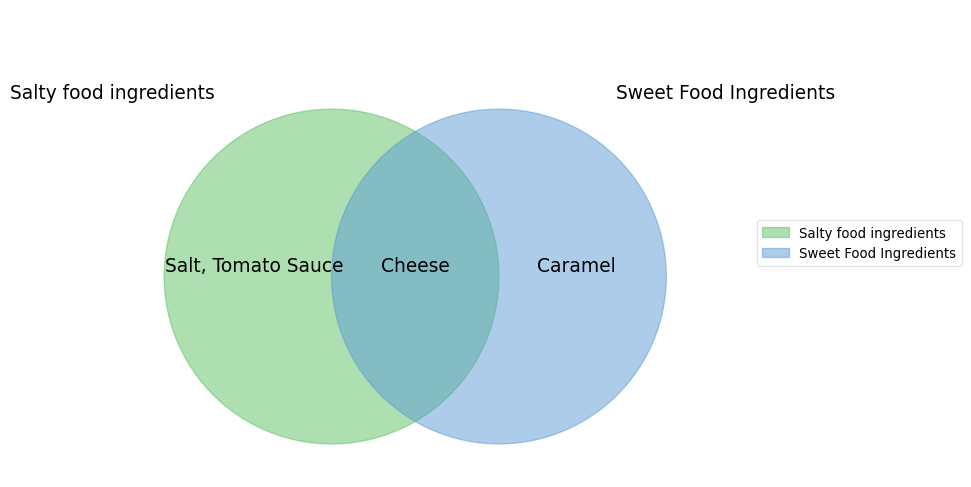 Salty food ingredients
Sweet Food Ingredients
Salt, Tomato Sauce
Cheese
Caramel
Salty food ingredients
Sweet Food Ingredients